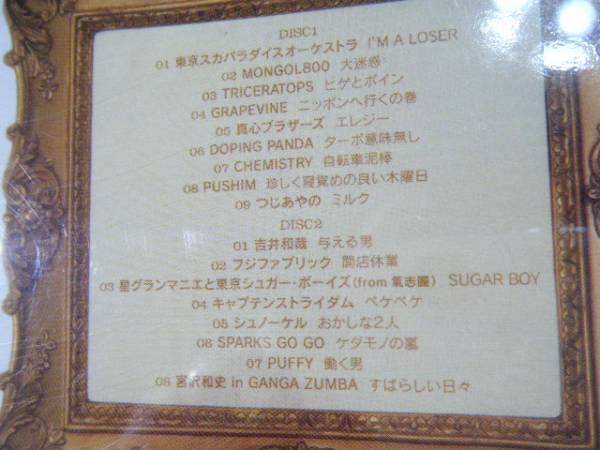 DISC1
01 東京スカパラダイスオーケストラ I'M A LOSER
02 MONGOL800 大迷惑
03 TRICERATOPS ヒゲとボイン
04 GRAPEVINE ニッポンへ行くの巻
05 真心ブラザーズ エレジー
06 DOPING PANDA ターボ意味無し
07 CHEMISTRY 自転車泥棒
08 PUSHIM 珍しく寝覚めの良い木曜日
09 つじあやの ミルク
DISC2
01 吉井和哉 与える男
02 フジファブリック 開店休業
03 星グランマニエと東京シュガー・ボーイズ(from 氣志團) SUGAR BOY
04 キャプテンストライダム ペケペケ
05 シュノーケル おかしな2人
06 SPARKS GO GO ケダモノの嵐
07 PUFFY 働く男
08 宮沢和史 in GANGA ZUMBA すばらしい日々